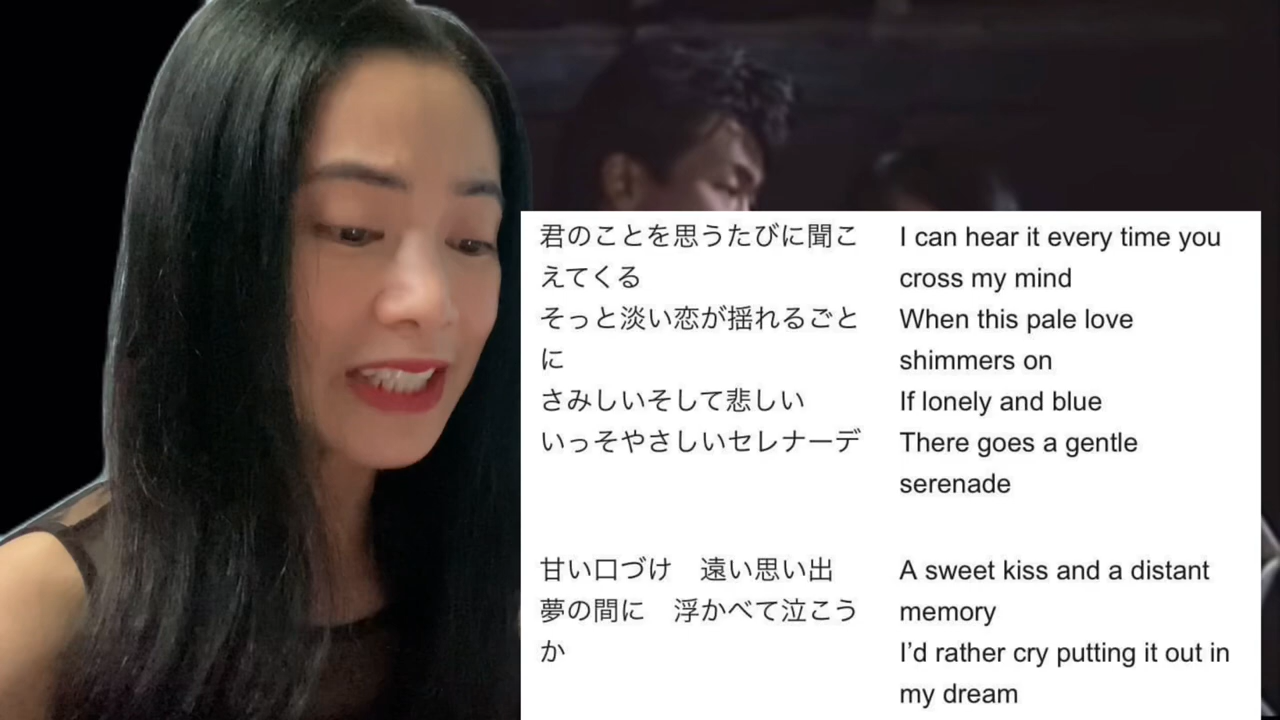 君のことを思うたびに聞こ
えてくる
そっと淡い恋が揺れるごと
に
さみしいそして悲しい
いっそやさしいセレナーデ
甘い口づけ　遠い思い出
夢の間に　浮かべて泣こう
か
I can hear it every time you
cross my mind
When this pale love
shimmers on
If lonely and blue
There goes a gentle
serenade
A sweet kiss and a distant
memory
I’d rather cry putting it out in
my dream